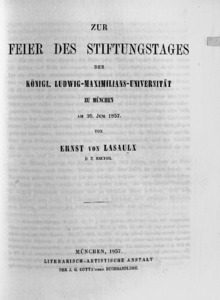 ZUR
FEIER DES STIFTUNGSTAGES
DER
KÖNIGL. LUDWIG-MAXIMILIANS-UNIVERSITÄT
ZU MÜNCHEN
AM 26. JUNI 1857.
VON
ERNST VON LASAULX
D. Z. RECTOR.
MÜNCHEN, 1857.
LITERARISCH-ARTISTISCHE ANSTALT
DER J. G. COTTA'SCHEN BUCHHANDLUNG.